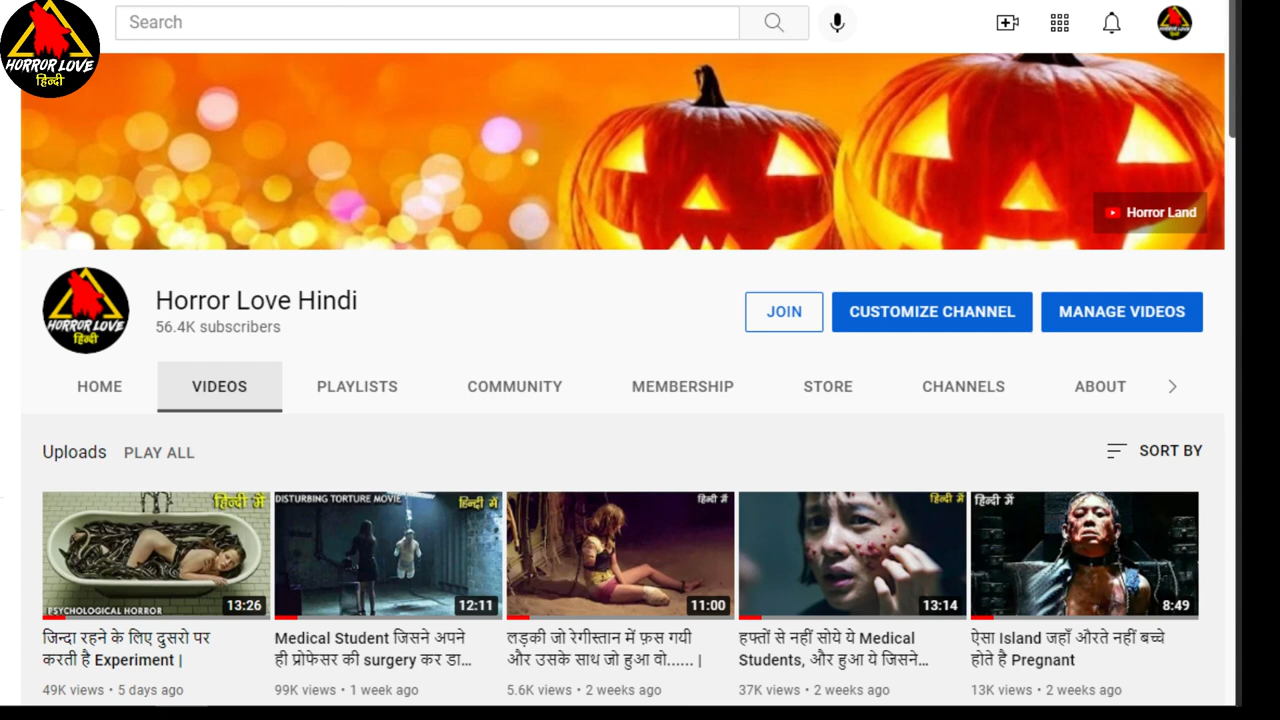 HORROR LOVE
हिन्दी
Search
Horror Land
HORROR LOVE
हिन्दी
Horror Love Hindi
56.4K subscribers
JOIN
CUSTOMIZE CHANNEL
MANAGE VIDEOS
HOME
VIDEOS
PLAYLISTS
COMMUNITY
MEMBERSHIP
STORE
CHANNELS
ABOUT
Uploads
PLAY ALL
SORT BY
हिन्दी में
PSYCHOLOGICAL HORROR
13:26
जिन्दा रहने के लिए दुसरो पर
करती है Experiment |
49K views • 5 days ago
DISTURBING TORTURE MOVIE
हिन्दी में
12:11
Medical Student जिसने अपने
ही प्रोफेसर की surgery कर डा...
99K views • 1 week ago
हिन्दी में
11:00
लड़की जो रेगीस्तान में फ़स गयी
और उसके साथ जो हुआ वो...... |
5.6K views • 2 weeks ago
हिन्दी में
13:14
हफ्तों से नहीं सोये ये Medical
Students, और हुआ ये जिसने...
37K views • 2 weeks ago
हिन्दी में
8:49
ऐसा Island जहाँ औरते नहीं बच्चे
होते है Pregnant
13K views • 2 weeks ago